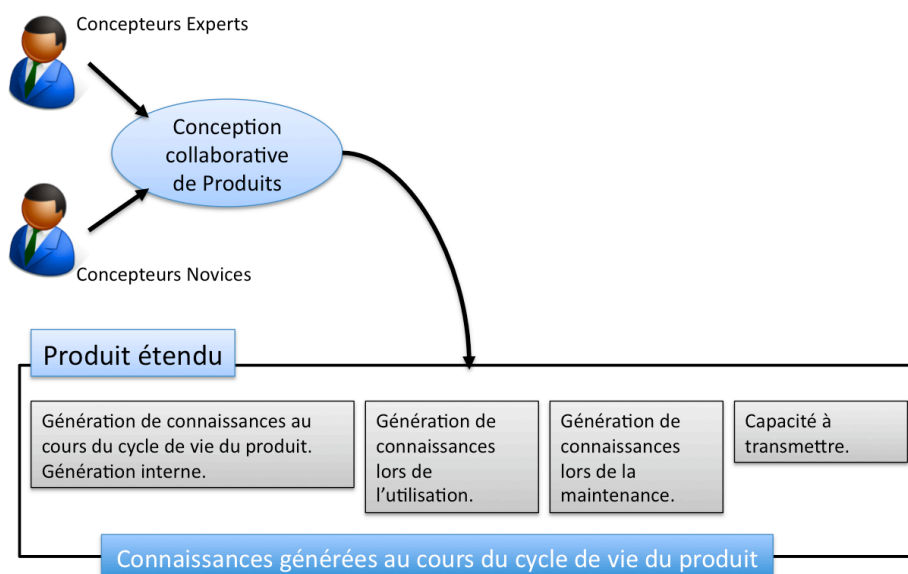 Concepteurs Experts
Conception
collaborative
de Produits
Concepteurs Novices
Produit étendu
Génération de connaissances au
cours du cycle de vie du produit.
Génération interne.
Génération de
connaissances
lors de
l’utilisation.
Génération de
connaissances
lors de la
maintenance.
Capacité à
transmettre.
Connaissances générées au cours du cycle de vie du produit